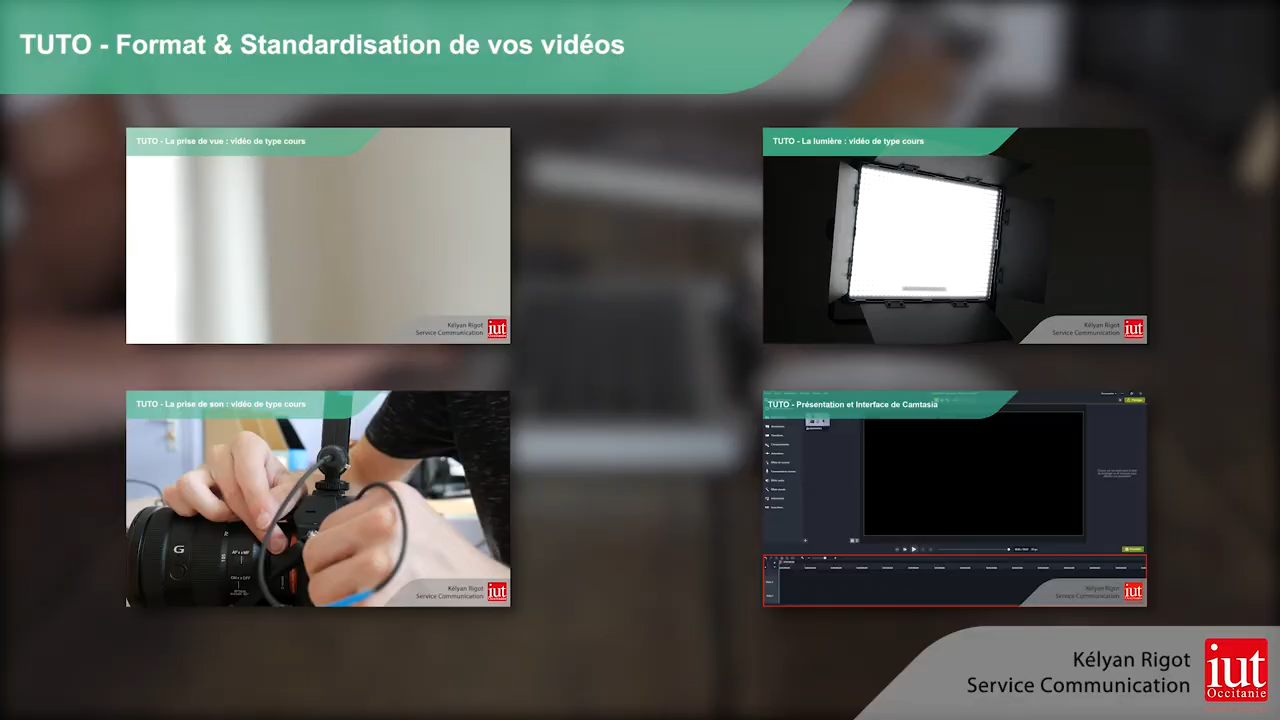 TUTO - Format & Standardisation de vos vidéos
TUTO - La prise de vue : vidéo de type cours
Kélyan Rigot
Service Communication
iut
TUTO - La lumière : vidéo de type cours
Kélyan Rigot
Service Communication
iut
TUTO - La prise de son : vidéo de type cours
G
Kélyan Rigot
Service Communication
iut
TUTO - Présentation et Interface de Camtasia
Kélyan Rigot
Service Communication
iut
Kélyan Rigot
Service Communication
iut
Occitanie